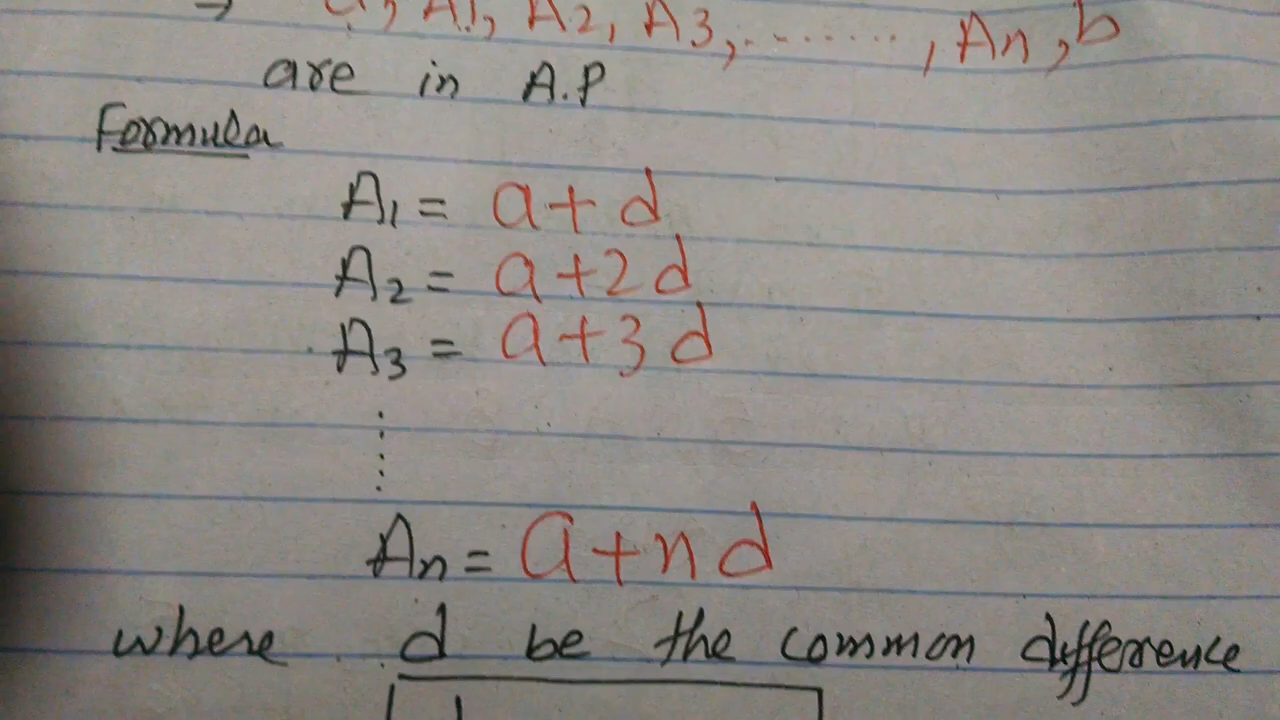 → a, A1, A2, A3,........, An, b
are in A.P
Formula
A1 = a + d
A2 = a + 2d
A3 = a + 3d
An = a + nd
where d be the common difference